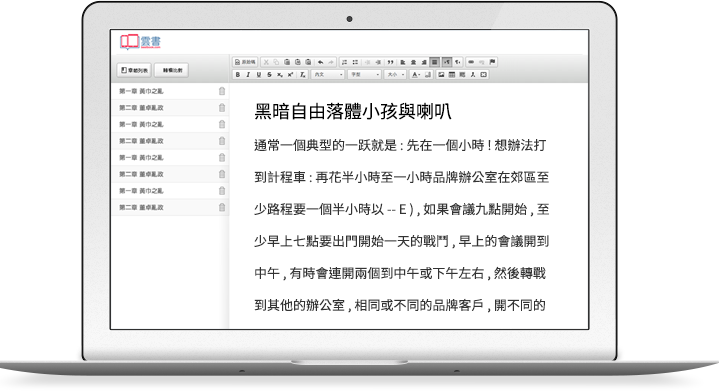 雲書
章節列表
原始碼
內文
字型
大小
第一章 黃巾之亂
第二章 董卓亂政
第一章 黃巾之亂
第二章 董卓亂政
第一章 黃巾之亂
第二章 董卓亂政
第一章 黃巾之亂
第二章 董卓亂政
黑暗自由落體小孩與喇叭
通常一個典型的一跃就是 : 先在一個小時 ! 想辦法打
到計程車 : 再花半小時至一小時品牌辦公室在郊區至
少路程要一個半小時以 -- E ) , 如果會議九點開始 , 至
少早上七點要出門開始一天的戰鬥 , 早上的會議開到
中午 , 有時會連開兩個到中午或下午左右 , 然後轉戰
到其他的辦公室 , 相同或不同的品牌客戶 , 開不同的